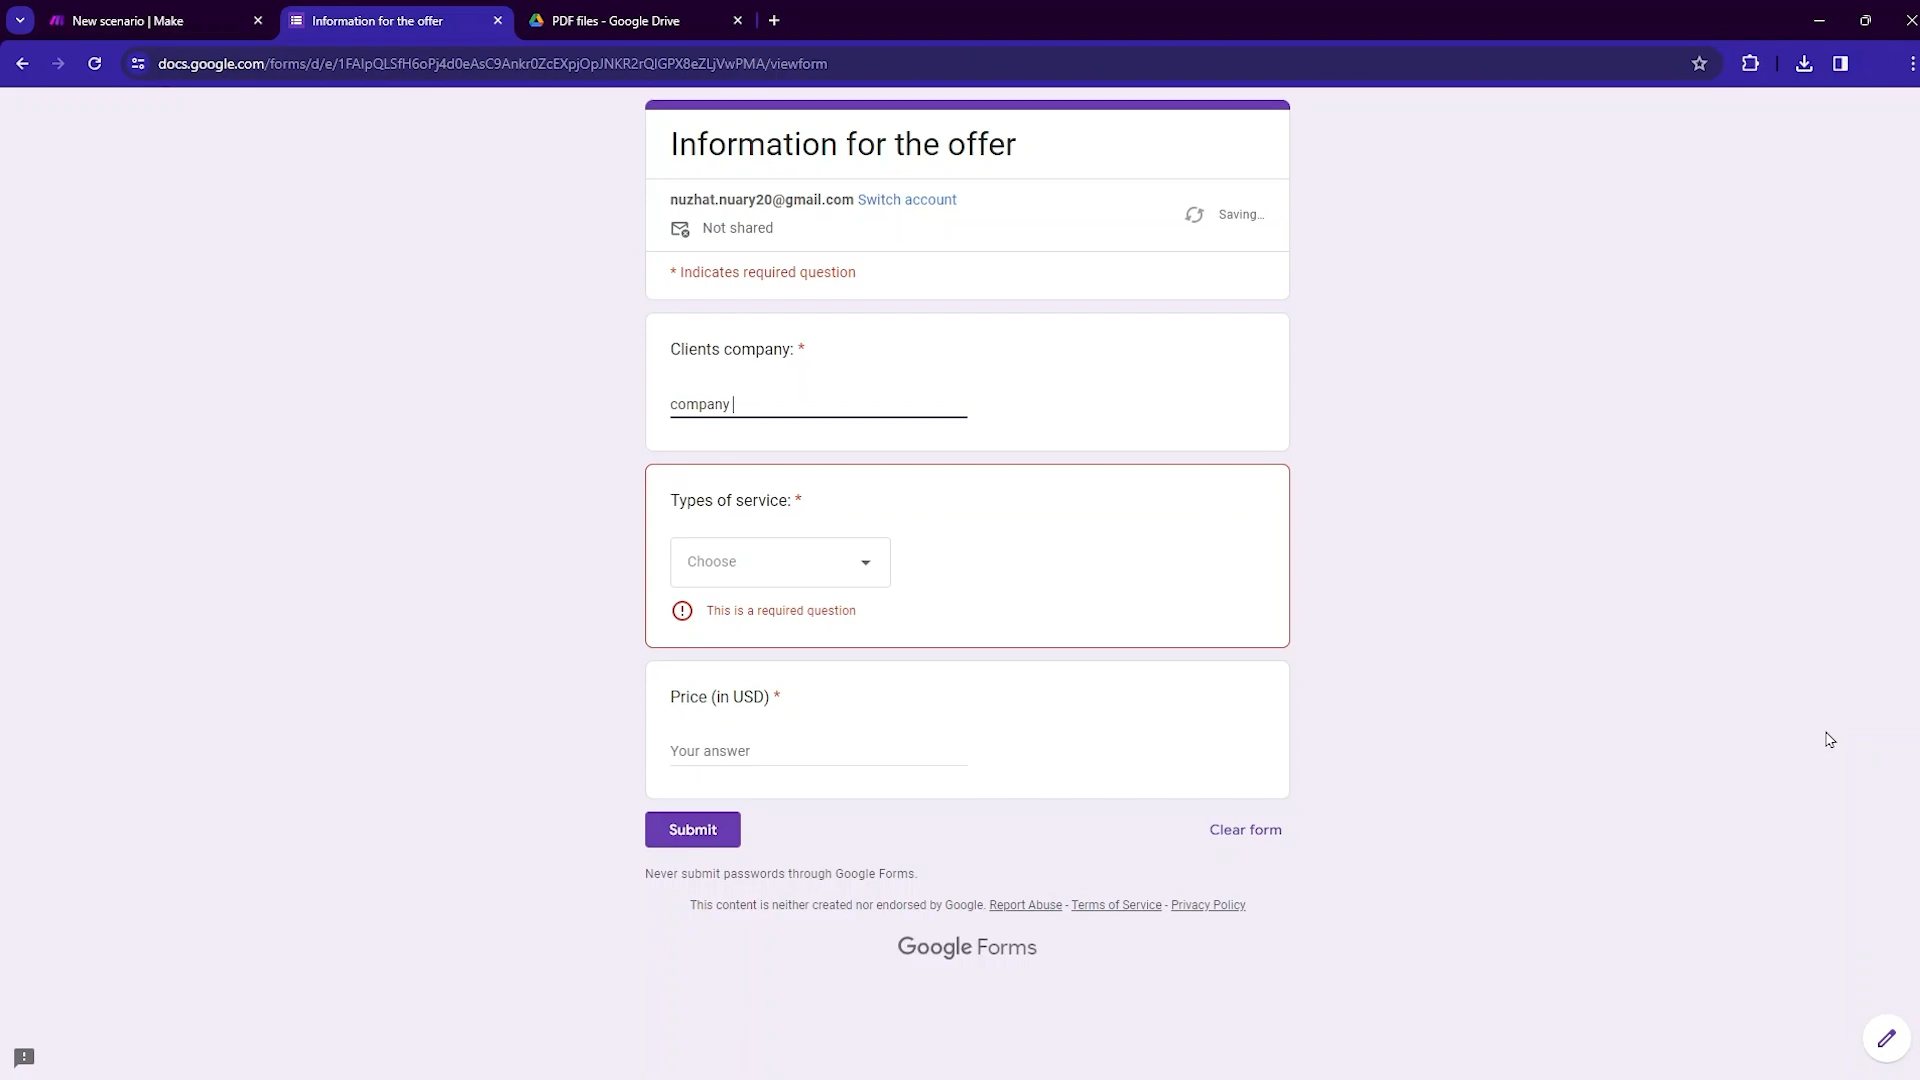 New scenario | Make
Information for the offer
PDF files - Google Drive
docs.google.com/forms/d/e/1FAIpQLSfH6oPj4d0eAsC9Ankr0ZcEXpjOpJNKR2rQIGPX8eZLjVwPMA/viewform
Information for the offer
nuzhat.nuary20@gmail.com Switch account
Saving...
Not shared
* Indicates required question
Clients company: *
company
Types of service: *
Choose
This is a required question
Price (in USD) *
Your answer
Submit
Clear form
Never submit passwords through Google Forms.
This content is neither created nor endorsed by Google. Report Abuse - Terms of Service - Privacy Policy
Google Forms